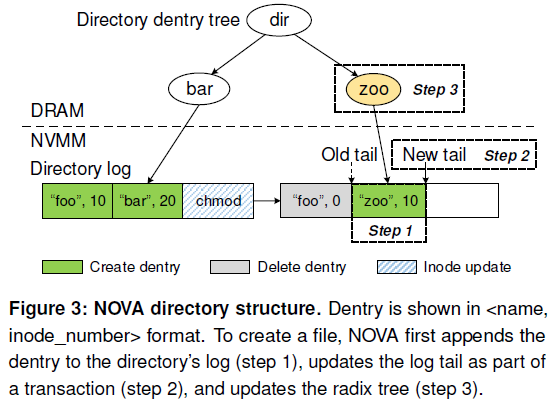 Directory dentry tree
dir
bar
zoo
Step 3
DRAM
NVMM
Directory log
Old tail
New tail
Step 2
"foo", 10
"bar", 20
chmod
"foo", 0
"zoo", 10
Step 1
Create dentry
Delete dentry
Inode update
Figure 3: NOVA directory structure. Dentry is shown in <name,
inode_number> format. To create a file, NOVA first appends the
dentry to the directory's log (step 1), updates the log tail as part of
a transaction (step 2), and updates the radix tree (step 3).